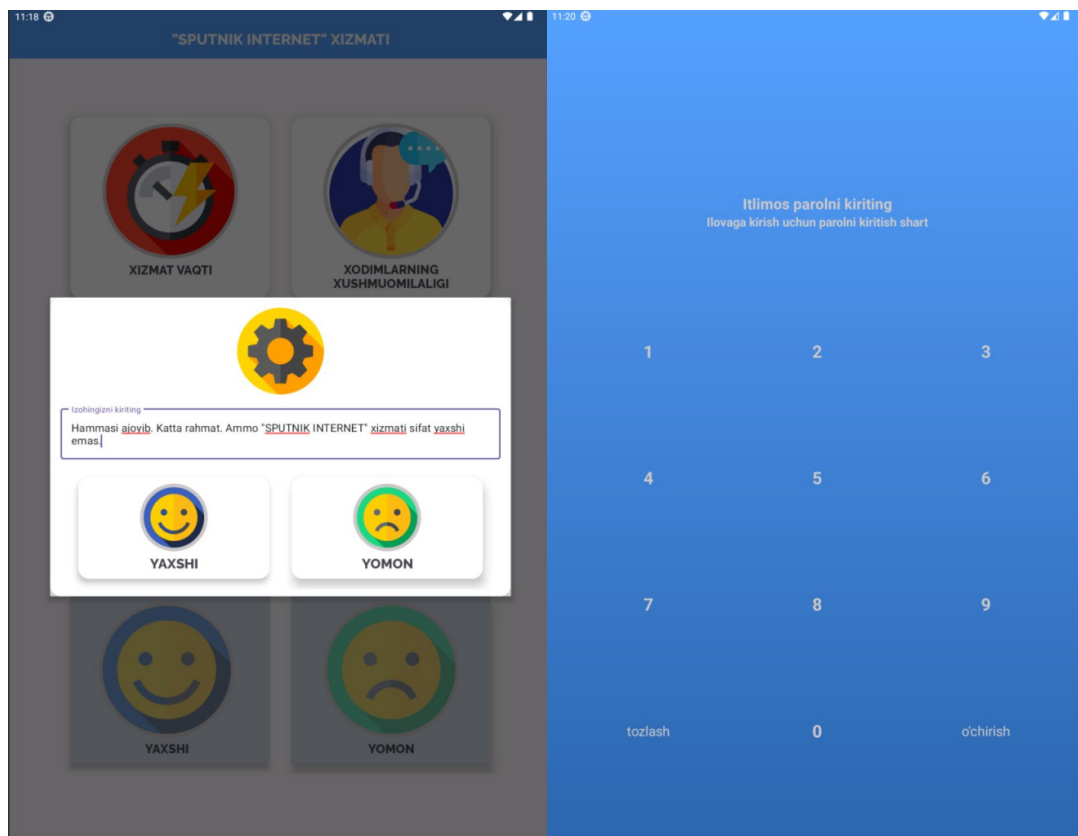 11:18
"SPUTNIK INTERNET" XIZMATI
XIZMAT VAQTI
XODIMLARNING
XUSHMUOMILALIGI
Izohingizni kiriting
Hammasi ajoyib. Katta rahmat. Ammo "SPUTNIK INTERNET" xizmati sifat yaxshi
emas.
YAXSHI
YOMON
YAXSHI
YOMON
11:20
Itlimos parolni kiriting
Ilovaga kirish uchun parolni kiritish shart
1
2
3
4
5
6
7
8
9
tozlash
0
o'chirish